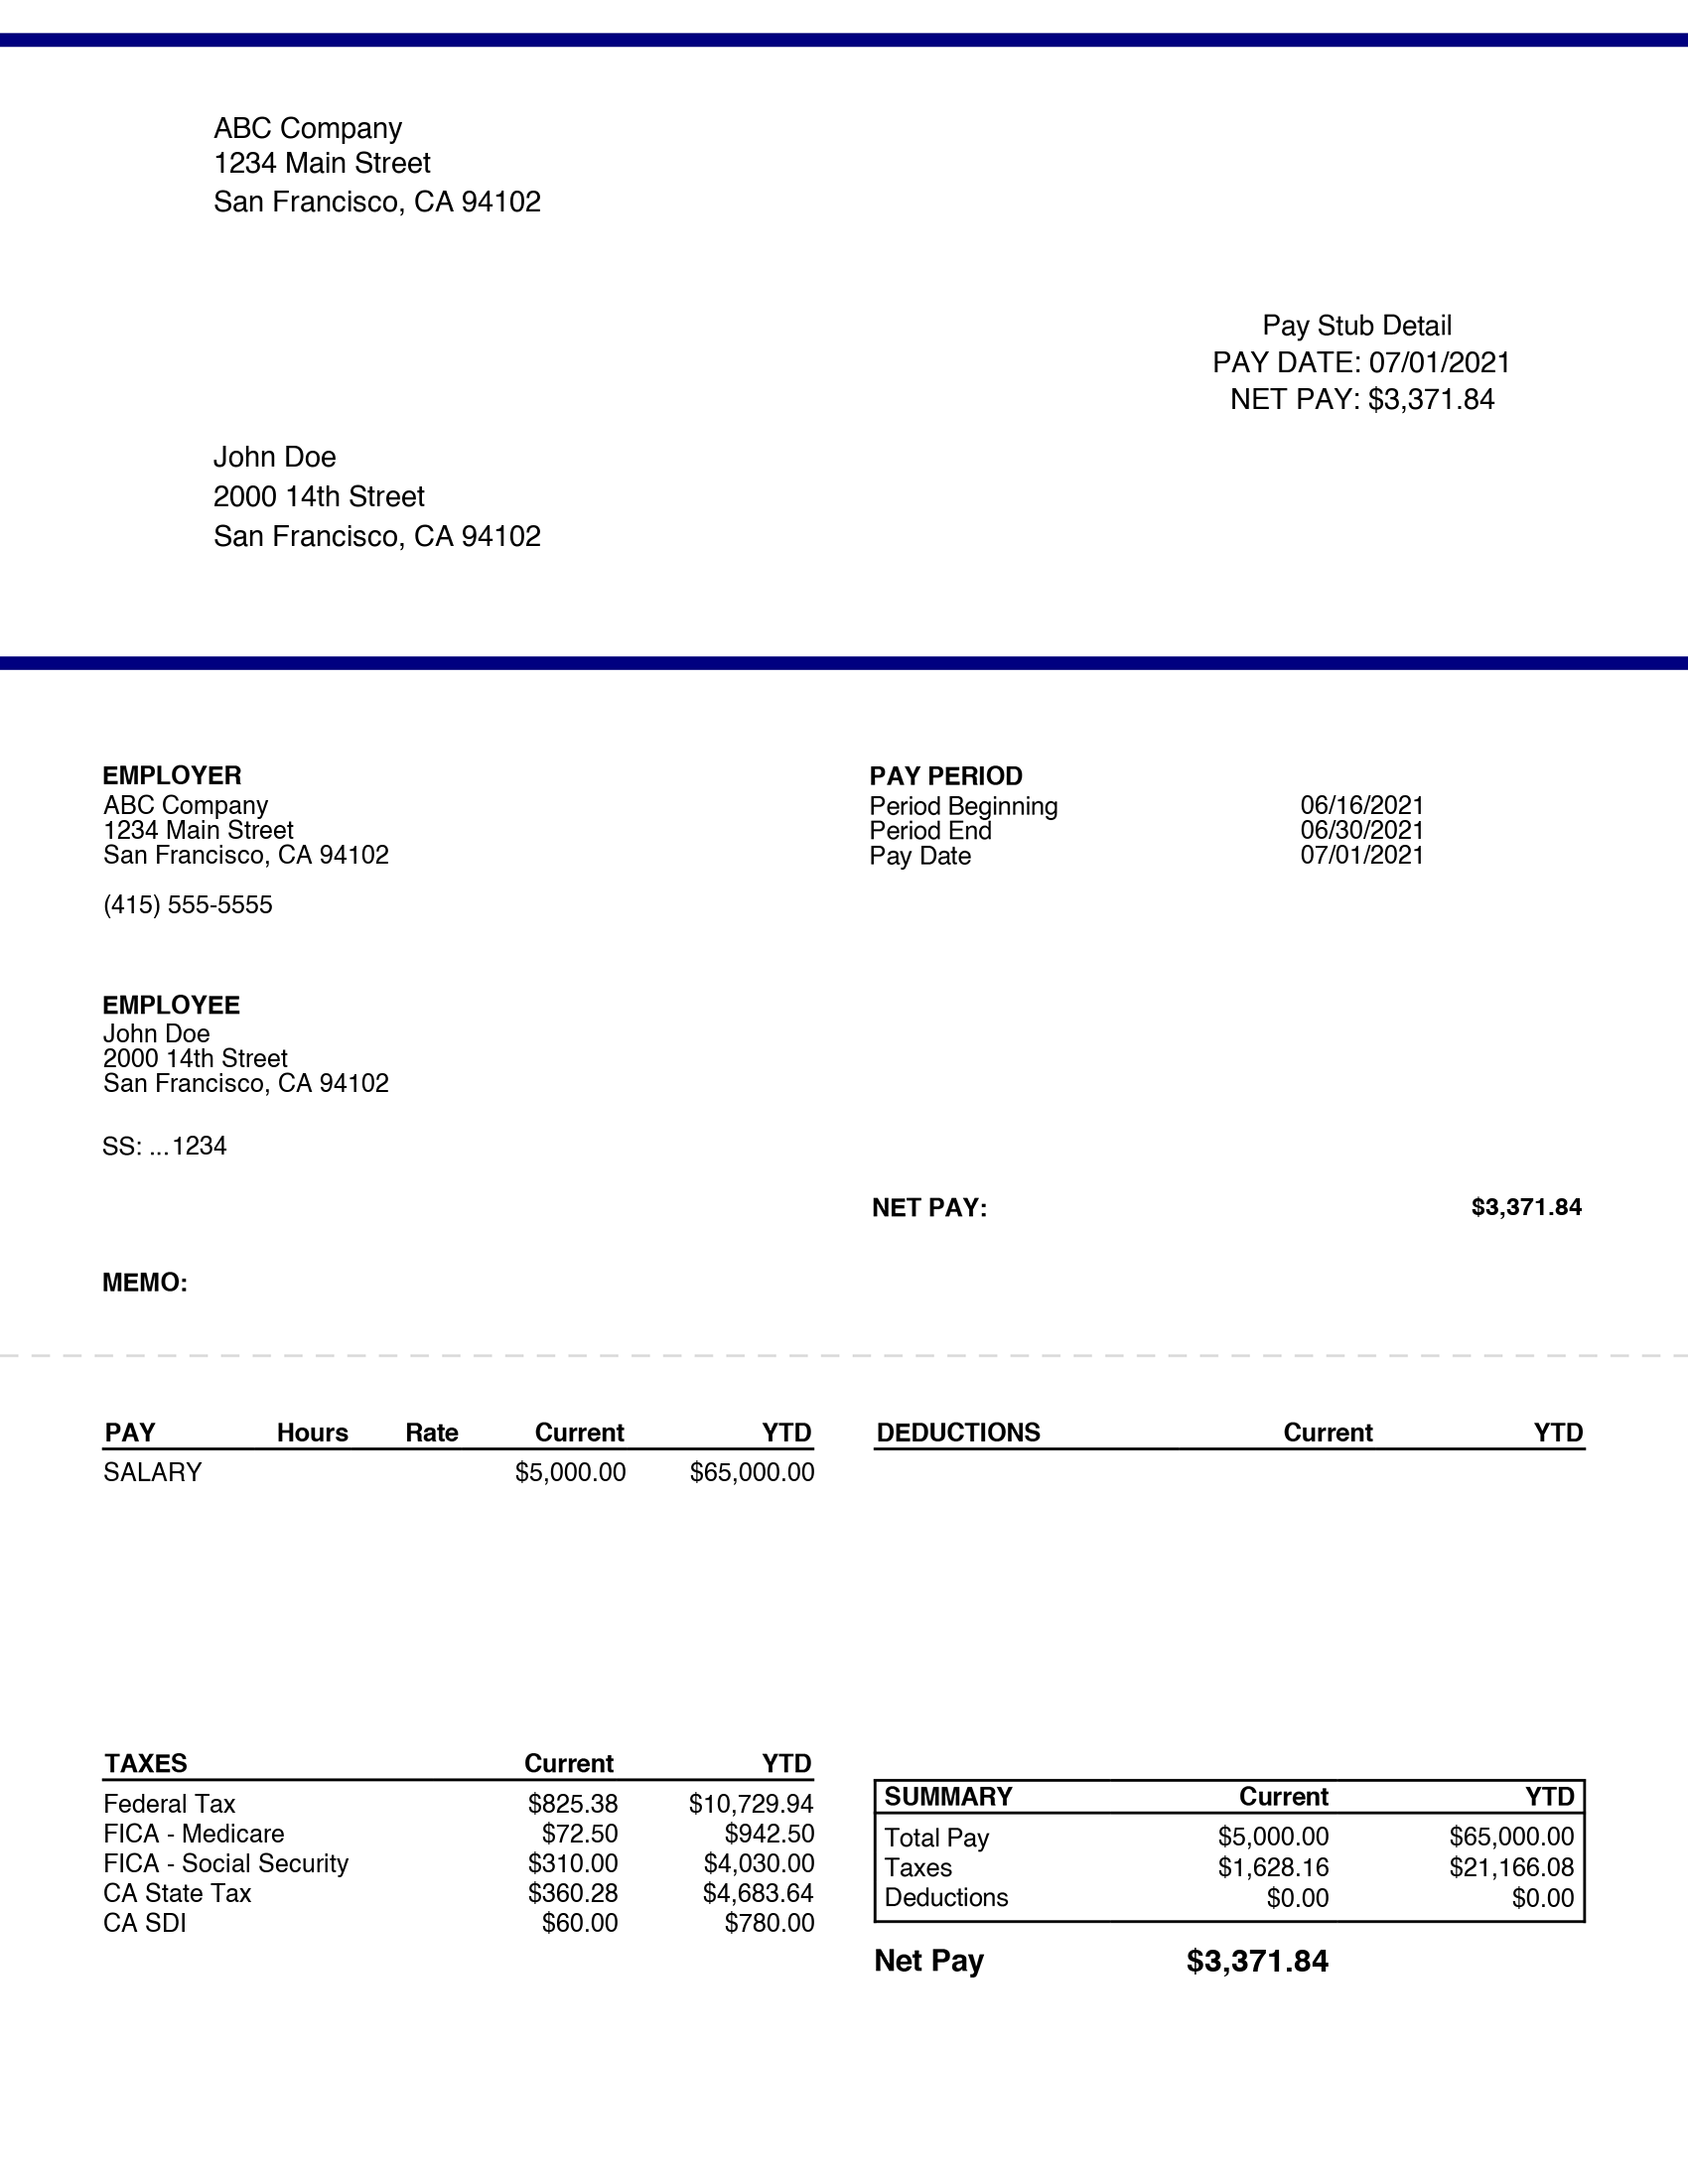 ABC Company
1234 Main Street
San Francisco, CA 94102
Pay Stub Detail
PAY DATE: 07/01/2021
NET PAY: $3,371.84
John Doe
2000 14th Street
San Francisco, CA 94102
EMPLOYER
ABC Company
1234 Main Street
San Francisco, CA 94102
(415) 555-5555
PAY PERIOD
Period Beginning 06/16/2021
Period End 06/30/2021
Pay Date 07/01/2021
EMPLOYEE
John Doe
2000 14th Street
San Francisco, CA 94102
SS: ...1234
NET PAY: $3,371.84
MEMO:
PAY Hours Rate Current YTD
SALARY $5,000.00 $65,000.00
DEDUCTIONS Current YTD
TAXES Current YTD
Federal Tax $825.38 $10,729.94
FICA - Medicare $72.50 $942.50
FICA - Social Security $310.00 $4,030.00
CA State Tax $360.28 $4,683.64
CA SDI $60.00 $780.00
SUMMARY Current YTD
Total Pay $5,000.00 $65,000.00
Taxes $1,628.16 $21,166.08
Deductions $0.00 $0.00
Net Pay $3,371.84